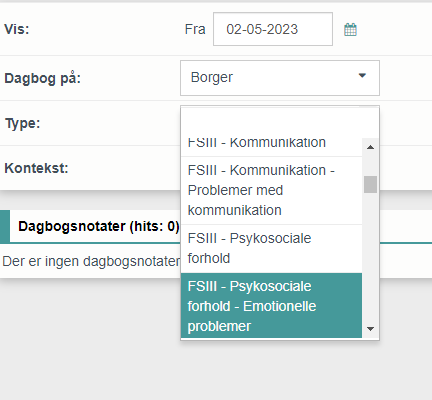 Vis:
Fra
02-05-2023
Dagbog på:
Borger
Type:
FSIII - Kommunikation
FSIII - Kommunikation -
Problemer med
kommunikation
Kontekst:
FSIII - Psykosociale
forhold
Dagbogsnotater (hits: 0)
Der er ingen dagbogsnotater
FSIII - Psykosociale
forhold - Emotionelle
problemer